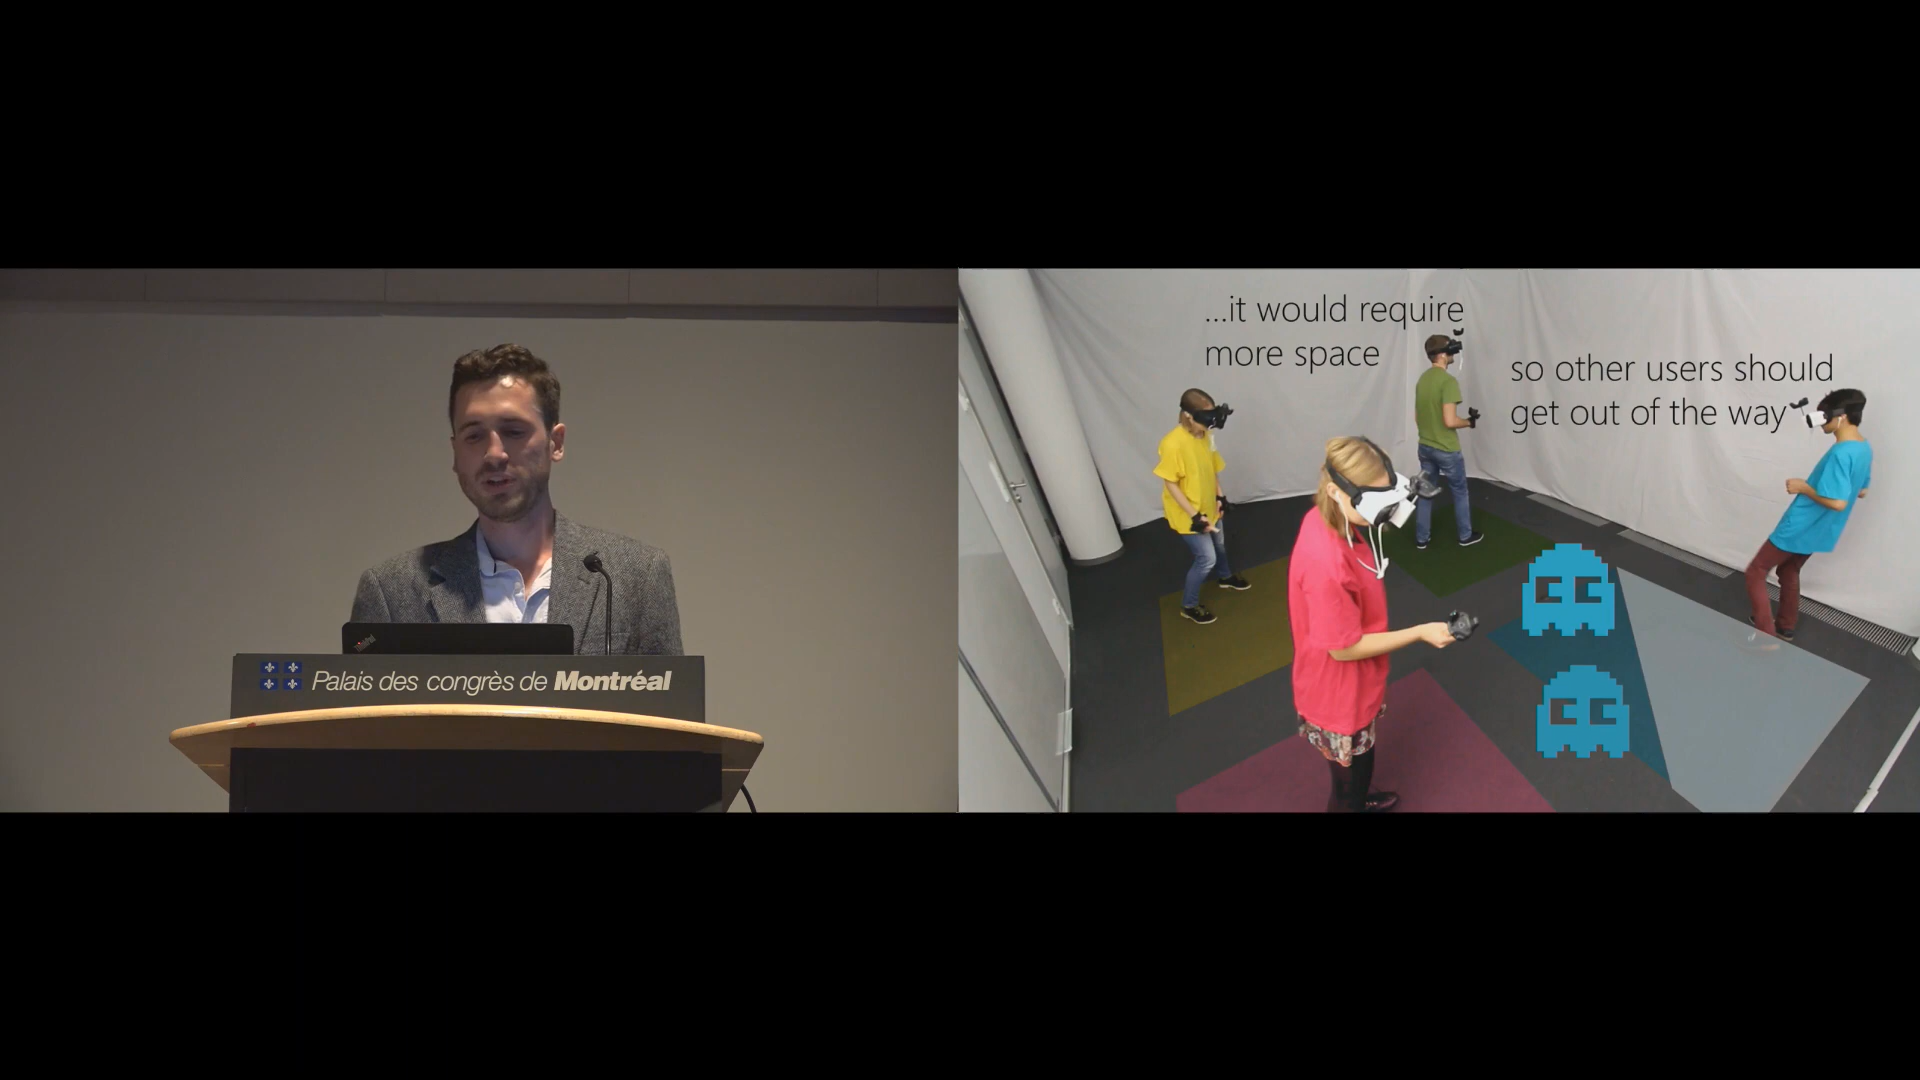 Palais des congrès de Montréal
...it would require
more space
so other users should
get out of the way